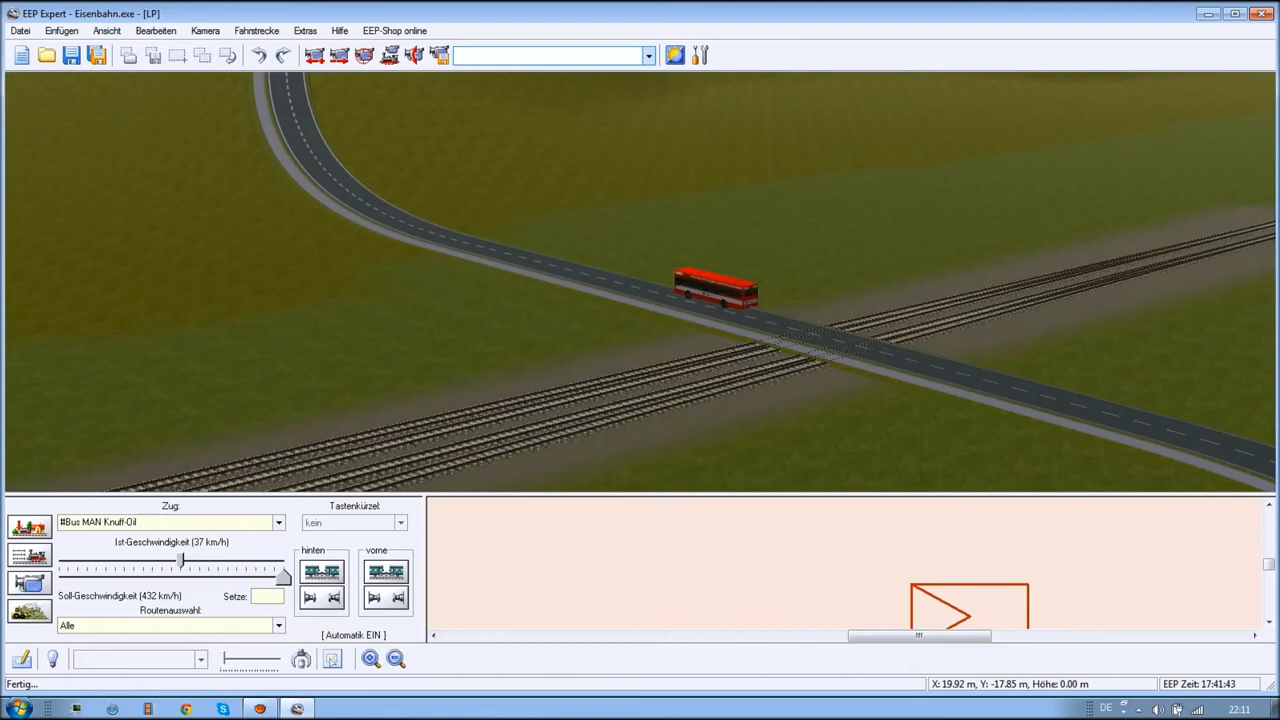 EEP Expert - Eisenbahn.exe - [LP]
Datei Einfügen Ansicht Bearbeiten Kamera Fahrstrecke Extras Hilfe EEP-Shop online
Zug:
#Bus MAN Knuff-Oil
Tastenkürzel:
kein
Ist-Geschwindigkeit (37 km/h)
hinten
vorne
Soll-Geschwindigkeit (432 km/h)
Setze:
Routenauswahl:
Alle
[ Automatik EIN ]
Fertig...
X: 19.92 m, Y: -17.85 m, Höhe: 0.00 m
EEP Zeit: 17:41:43
DE
22:11